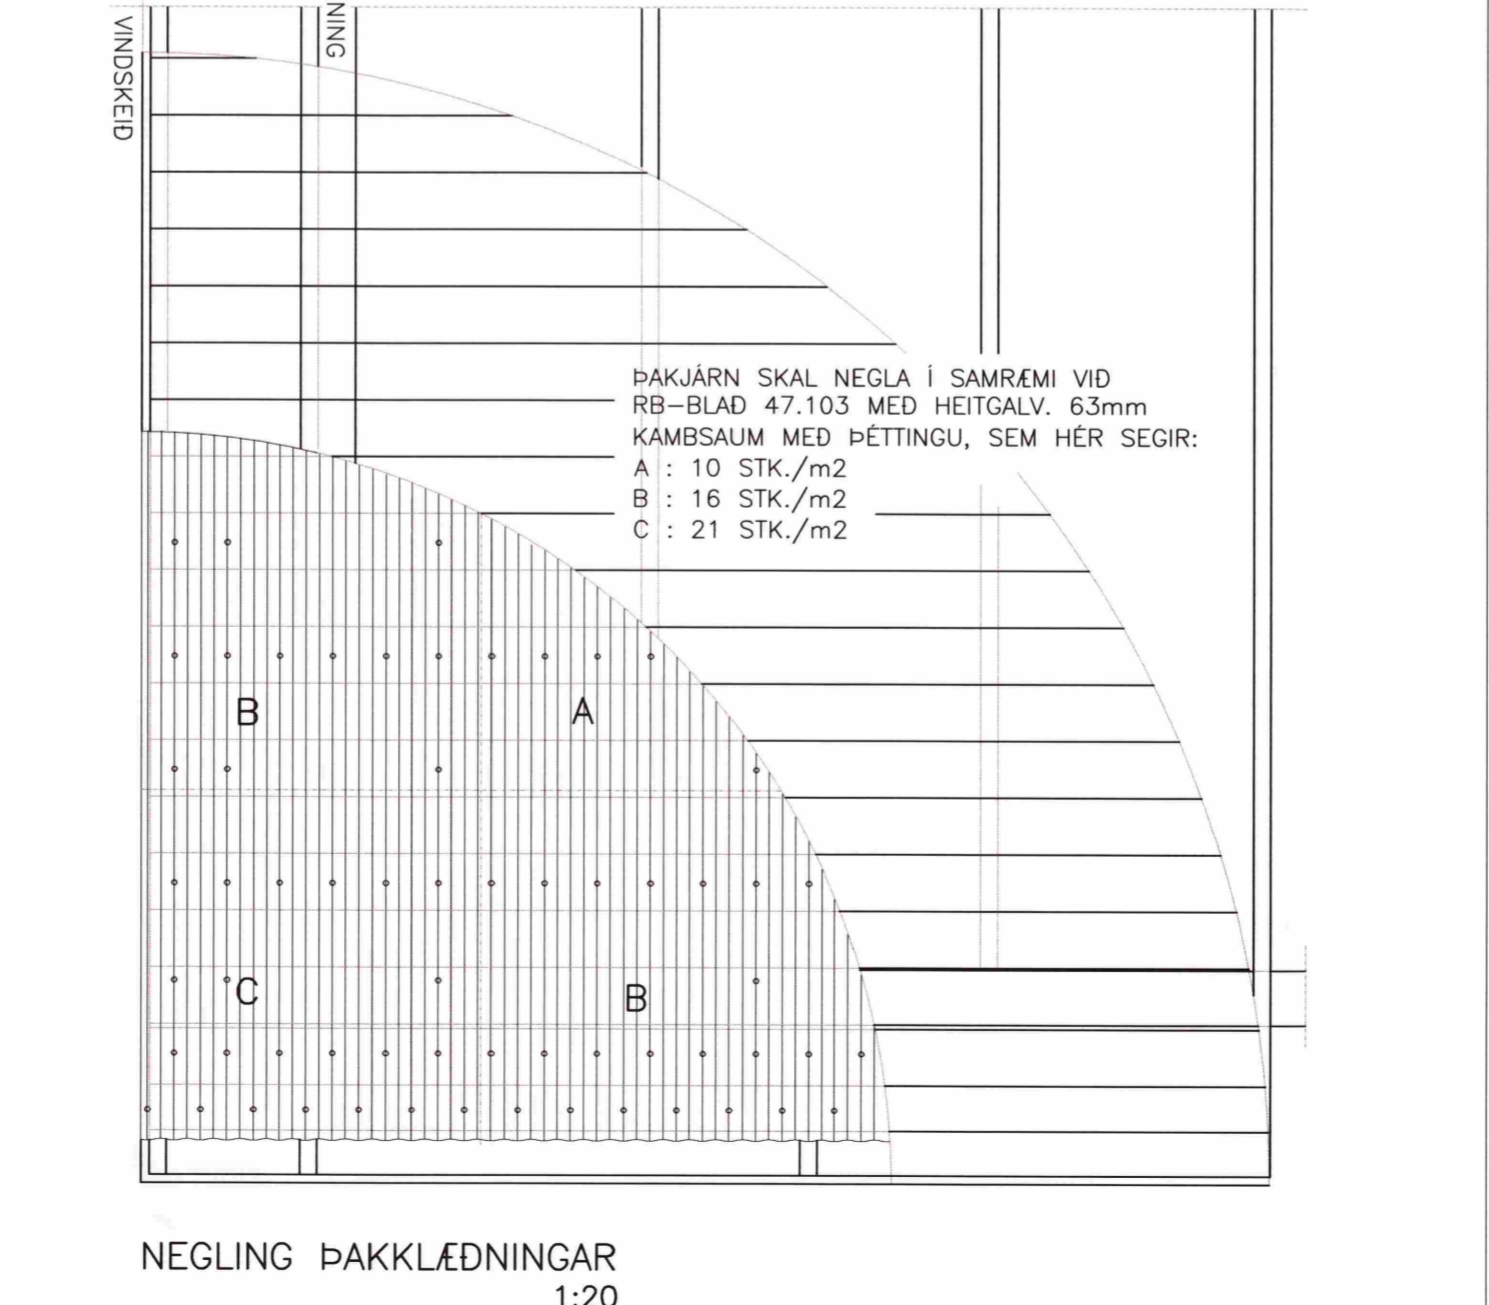 VINDSKEIÐ
NING
ÞAKJÁRN SKAL NEGLA Í SAMRÆMI VIÐ
RB-BLAÐ 47.103 MEÐ HEITGALV. 63mm
KAMBSAUM MEÐ ÞÉTTINGU, SEM HÉR SEGIR:
A : 10 STK./m2
B : 16 STK./m2
C : 21 STK./m2
B
A
C
B
NEGLING ÞAKKLÆÐNINGAR
1:20